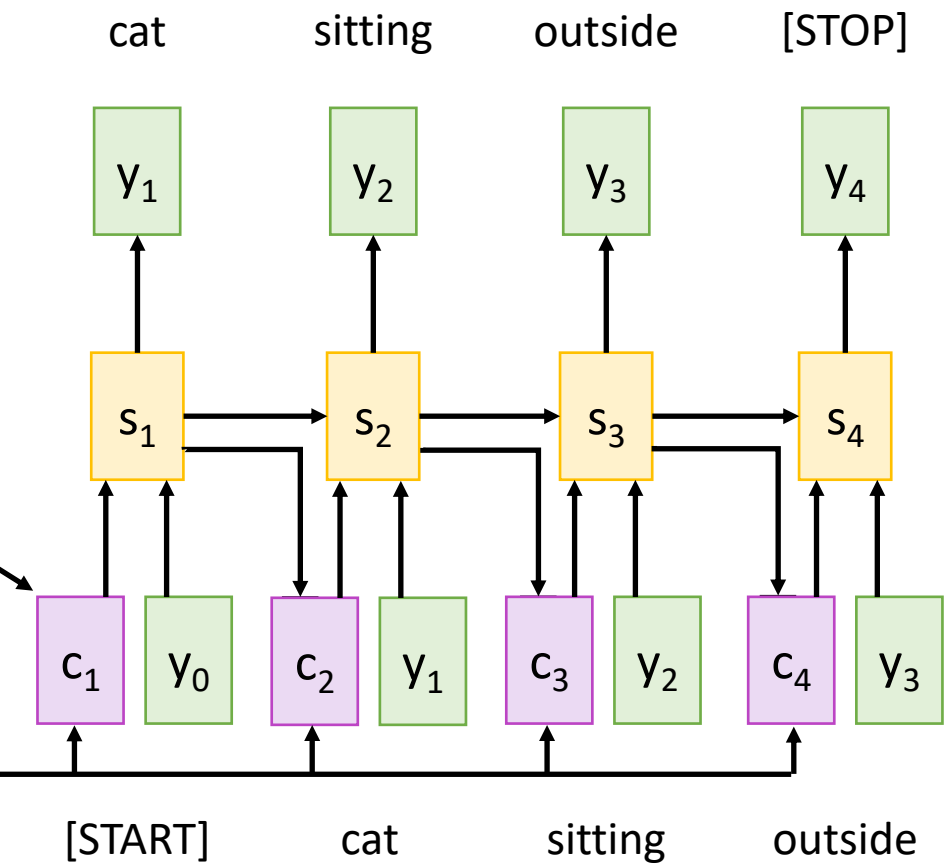 cat sitting outside [STOP]
y₁ y₂ y₃ y₄
s₁ s₂ s₃ s₄
c₁ y₀ c₂ y₁ c₃ y₂ c₄ y₃
[START] cat sitting outside